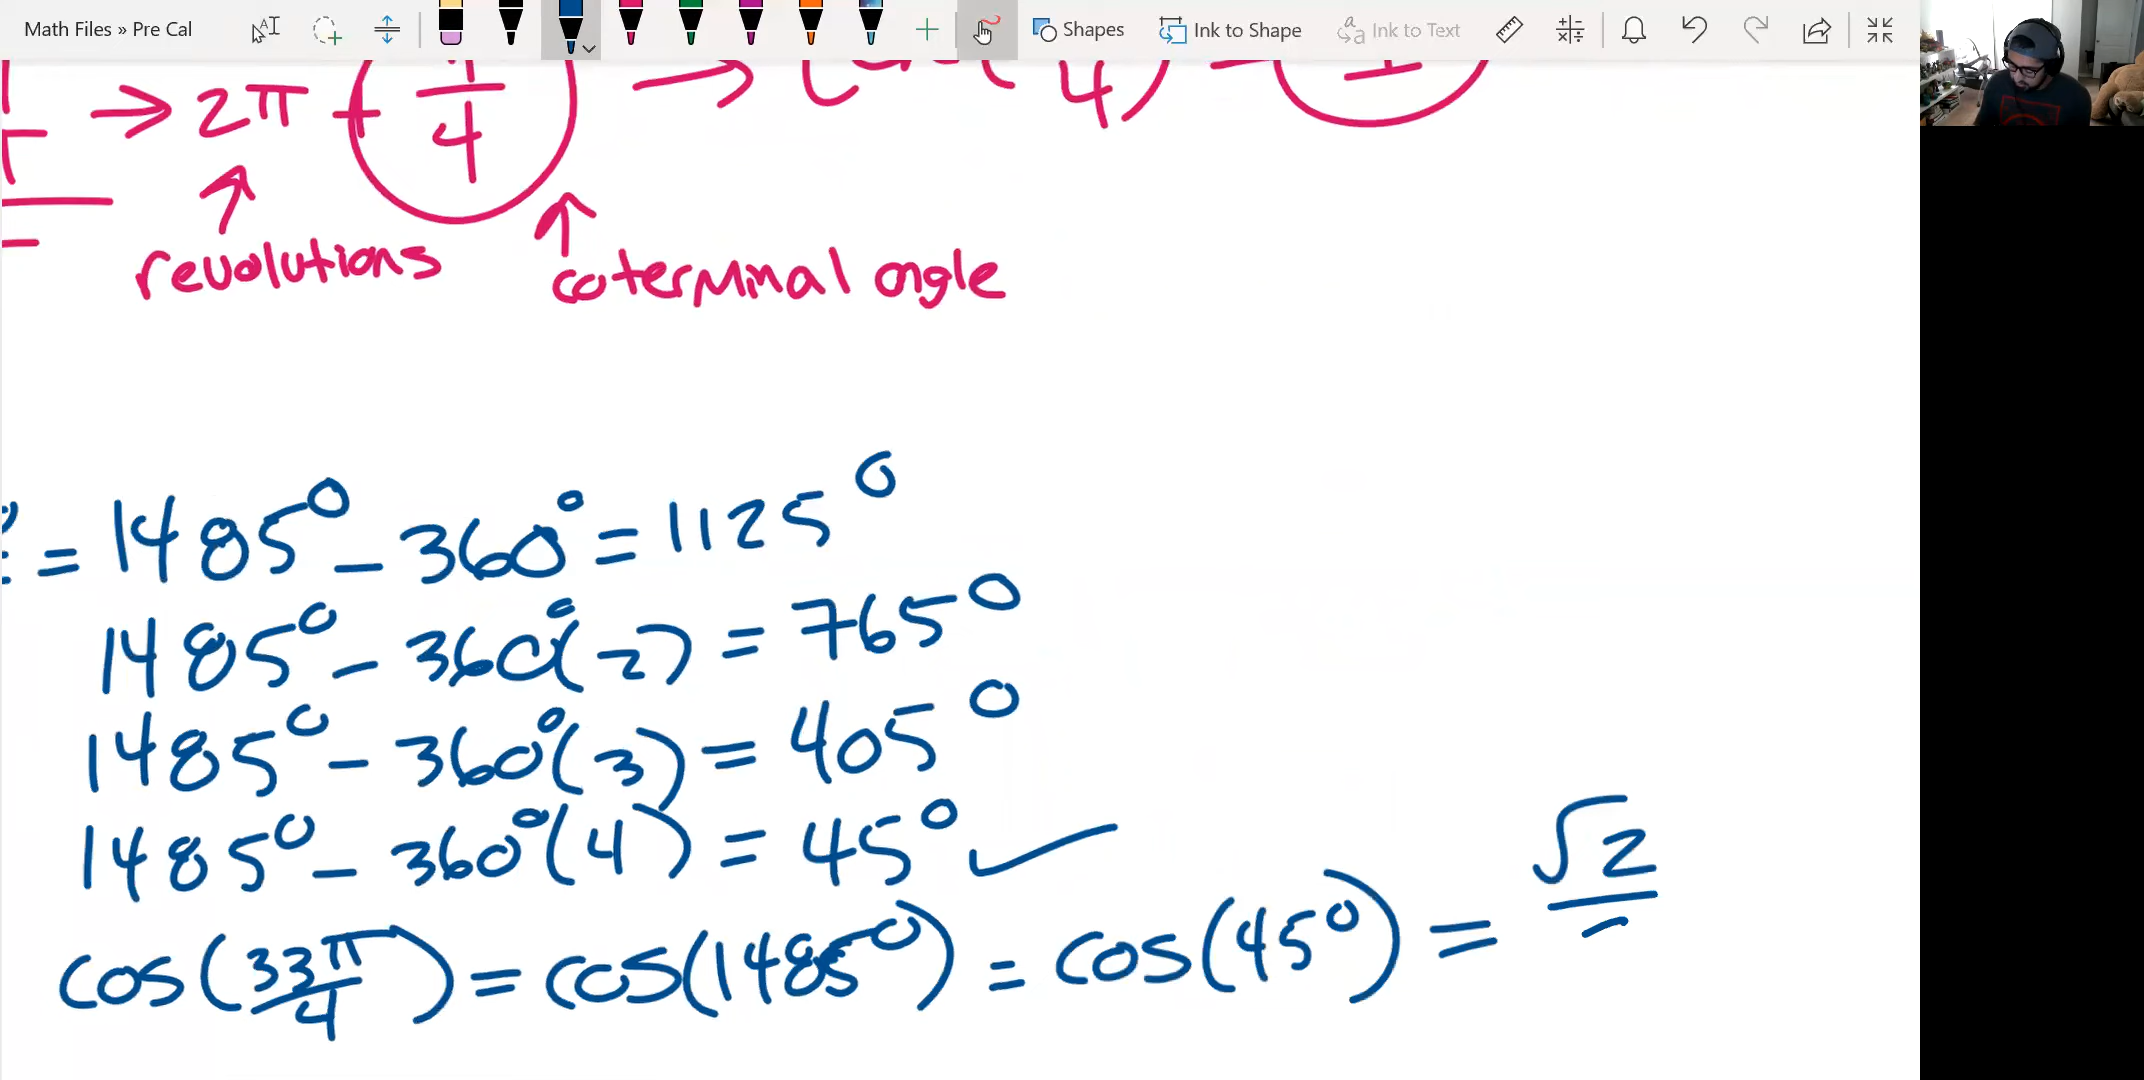 Math Files » Pre Cal Shapes Ink to Shape Ink to Text
→ 2π + π/4 → tan(π/4) =
revolutions
coterminal angle
= 1485° - 360° = 1125°
1485° - 360°(2) = 765°
1485° - 360°(3) = 405°
1485° - 360°(4) = 45° ✓
cos(33π/4) = cos(1485°) = cos(45°) = √2/